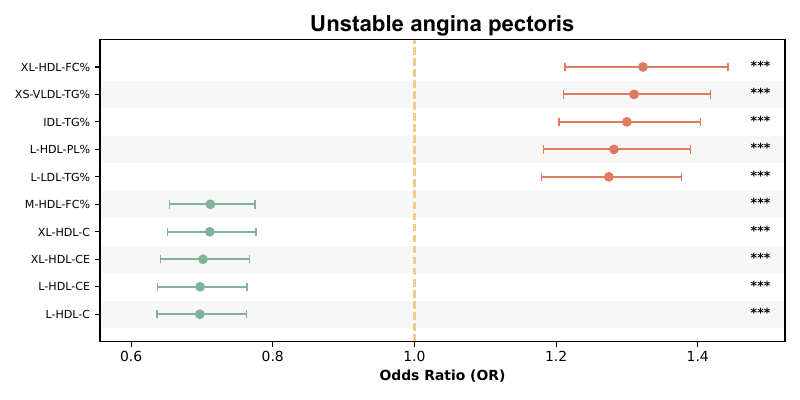 Unstable angina pectoris
XL-HDL-FC% ***
XS-VLDL-TG% ***
IDL-TG% ***
L-HDL-PL% ***
L-LDL-TG% ***
M-HDL-FC% ***
XL-HDL-C ***
XL-HDL-CE ***
L-HDL-CE ***
L-HDL-C ***
0.6 0.8 1.0 1.2 1.4
Odds Ratio (OR)